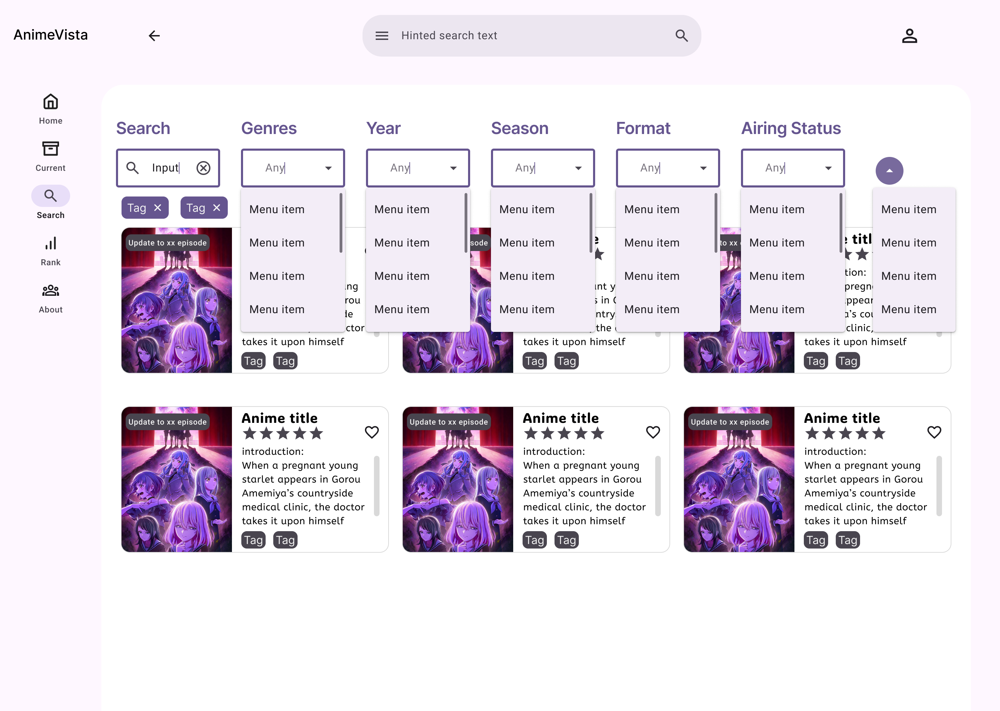 AnimeVista
Hinted search text
Home
Current
Search
Rank
About
Search Genres Year Season Format Airing Status
Input Any Any Any Any Any
Tag Tag
Menu item Menu item Menu item Menu item Menu item Menu item
Menu item Menu item Menu item Menu item Menu item Menu item
Menu item Menu item Menu item Menu item Menu item Menu item
Menu item Menu item Menu item Menu item Menu item Menu item
Update to xx episode
takes it upon himself
Tag Tag
sode
e
nt y
s in
ntry
the
takes it upon himself
Tag Tag
to xx
e titl
tion:
pregn
ppear
a’s cou
clinic,
takes it upon himself
Tag Tag
ng
rou
de
ctor
Update to xx episode
Anime title
introduction:
When a pregnant young
starlet appears in Gorou
Amemiya’s countryside
medical clinic, the doctor
takes it upon himself
Tag Tag
Update to xx episode
Anime title
introduction:
When a pregnant young
starlet appears in Gorou
Amemiya’s countryside
medical clinic, the doctor
takes it upon himself
Tag Tag
Update to xx episode
Anime title
introduction:
When a pregnant young
starlet appears in Gorou
Amemiya’s countryside
medical clinic, the doctor
takes it upon himself
Tag Tag